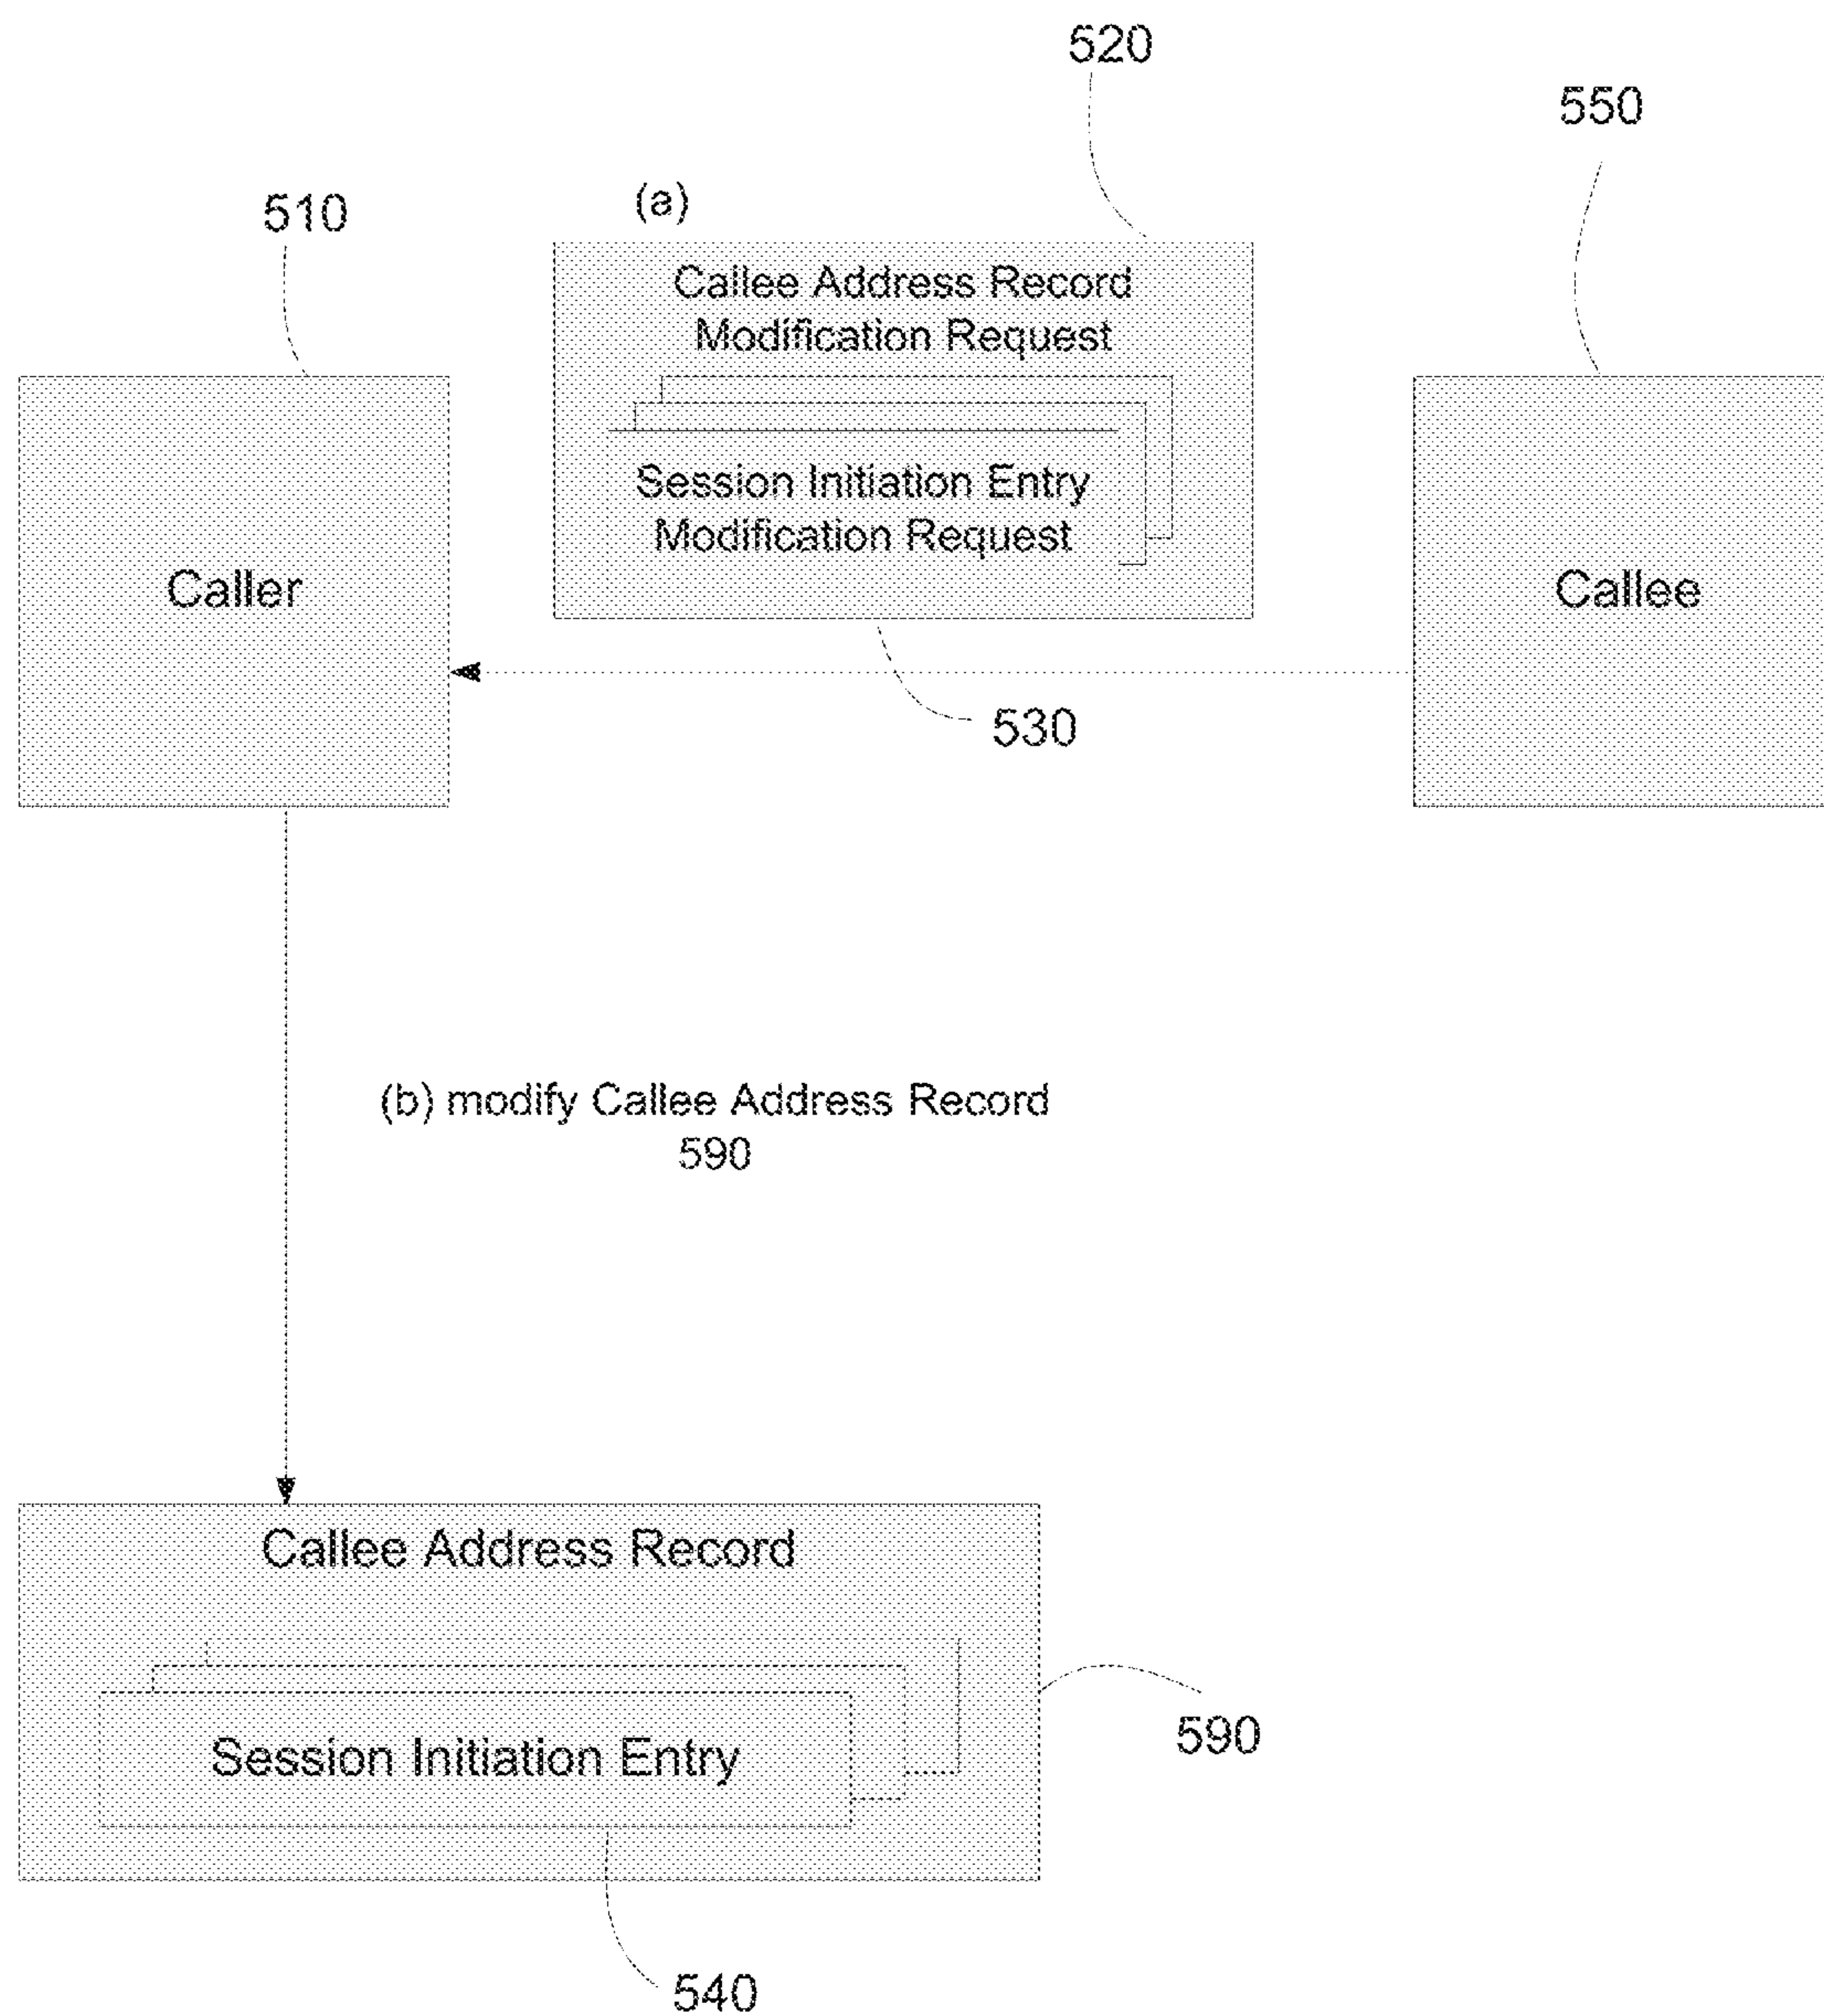 520
550
510
(a)
Callee Address Record
Modification Request
Session Initiation Entry
Modification Request
Caller
Callee
530
(b) modify Callee Address Record
590
Callee Address Record
590
Session Initiation Entry
540